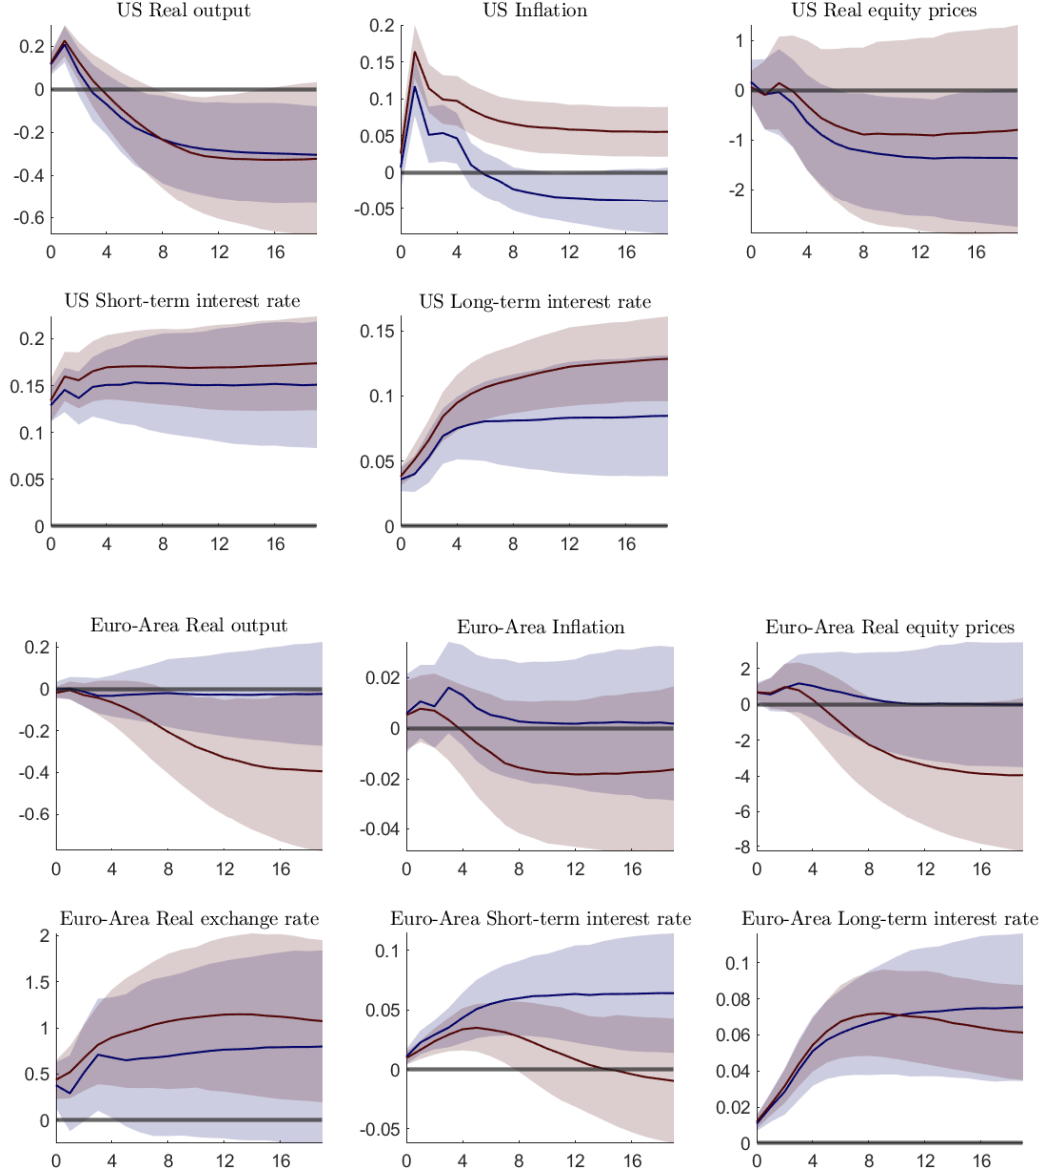 US Real output
US Inflation
US Real equity prices
0.2
0
-0.2
-0.4
-0.6
0 4 8 12 16
0.2
0.15
0.1
0.05
0
-0.05
0 4 8 12 16
1
0
-1
-2
0 4 8 12 16
US Short-term interest rate
US Long-term interest rate
0.2
0.15
0.1
0.05
0
0 4 8 12 16
0.15
0.1
0.05
0
0 4 8 12 16
Euro-Area Real output
Euro-Area Inflation
Euro-Area Real equity prices
0.2
0
-0.2
-0.4
-0.6
0 4 8 12 16
0.02
0
-0.02
-0.04
0 4 8 12 16
2
0
-2
-4
-6
-8
0 4 8 12 16
Euro-Area Real exchange rate
Euro-Area Short-term interest rate
Euro-Area Long-term interest rate
2
1.5
1
0.5
0
0 4 8 12 16
0.1
0.05
0
-0.05
0 4 8 12 16
0.1
0.08
0.06
0.04
0.02
0
0 4 8 12 16